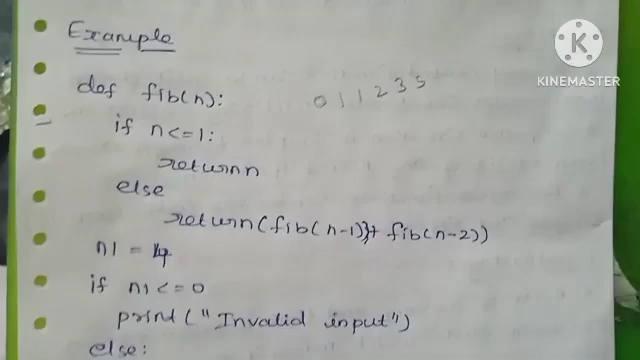 Example
K
KINEMASTER
def fib(n): 0 1 1 2 3 5
if n<=1:
return n
else
return(fib(n-1)+ fib(n-2))
n1 =
if n1 <= 0
print("Invalid input")
else: